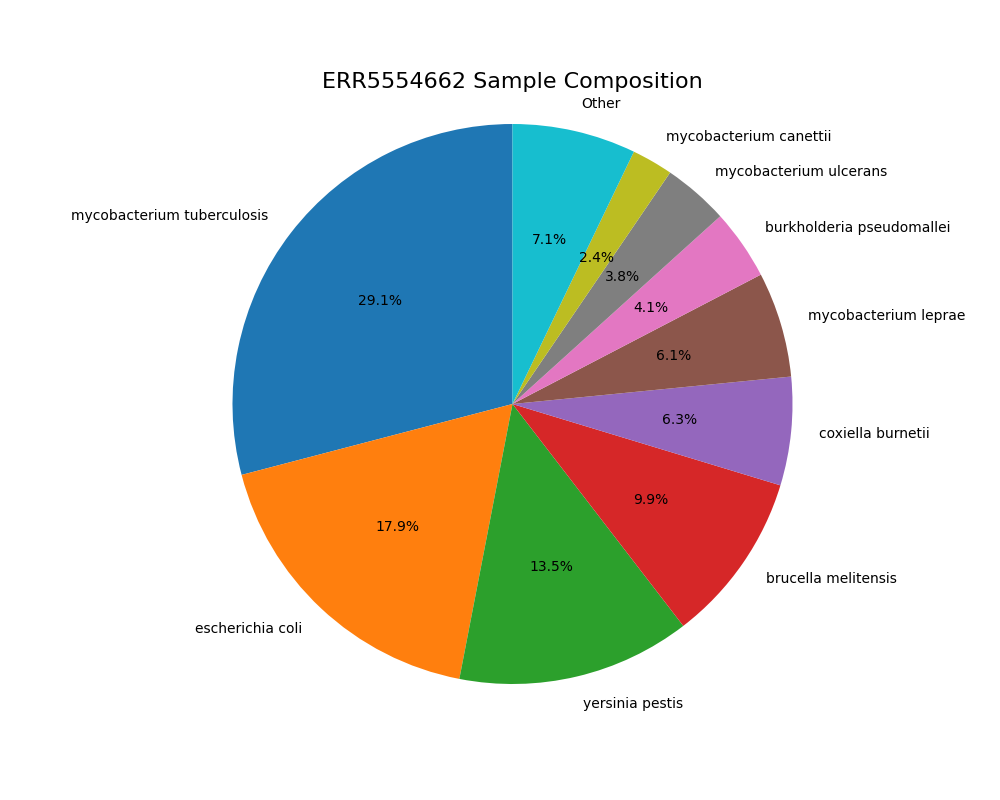 ERR5554662 Sample Composition
Other
mycobacterium canettii
mycobacterium ulcerans
burkholderia pseudomallei
mycobacterium leprae
coxiella burnetii
brucella melitensis
yersinia pestis
escherichia coli
mycobacterium tuberculosis
7.1%
2.4%
3.8%
4.1%
6.1%
6.3%
9.9%
13.5%
17.9%
29.1%